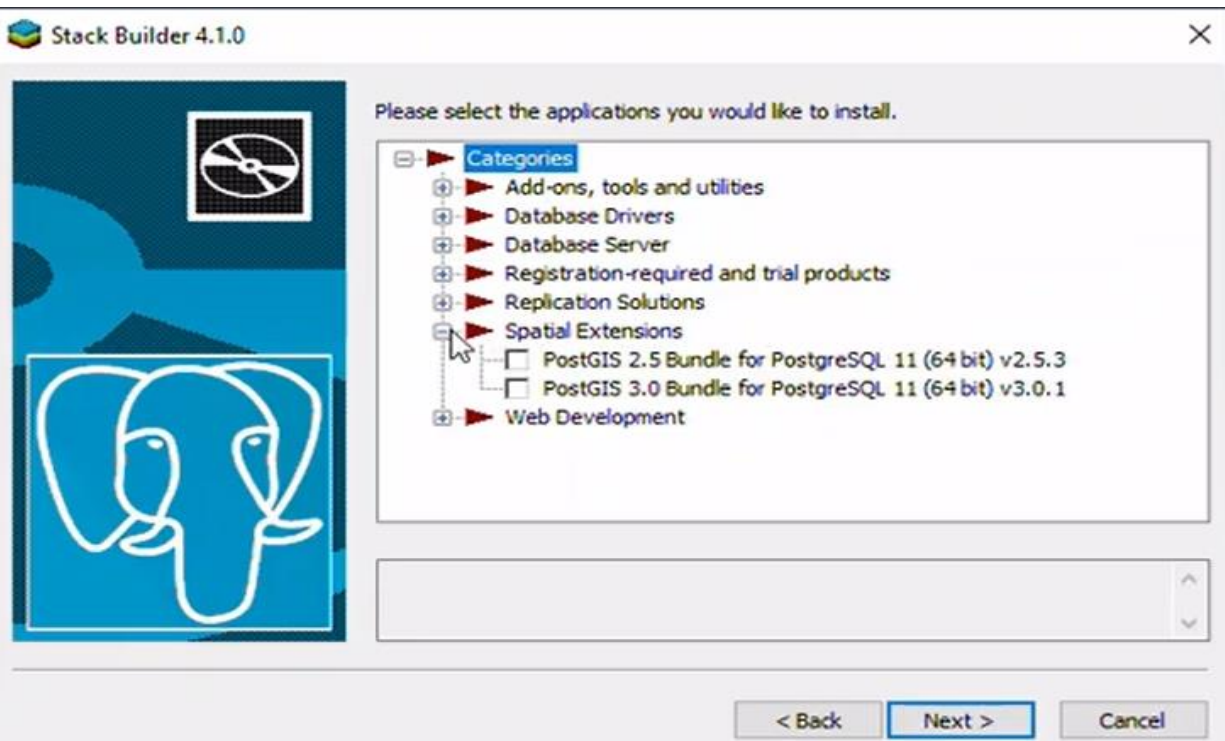 Stack Builder 4.1.0
Please select the applications you would like to install.
Categories
Add-ons, tools and utilities
Database Drivers
Database Server
Registration-required and trial products
Replication Solutions
Spatial Extensions
PostGIS 2.5 Bundle for PostgreSQL 11 (64 bit) v2.5.3
PostGIS 3.0 Bundle for PostgreSQL 11 (64 bit) v3.0.1
Web Development
< Back Next > Cancel